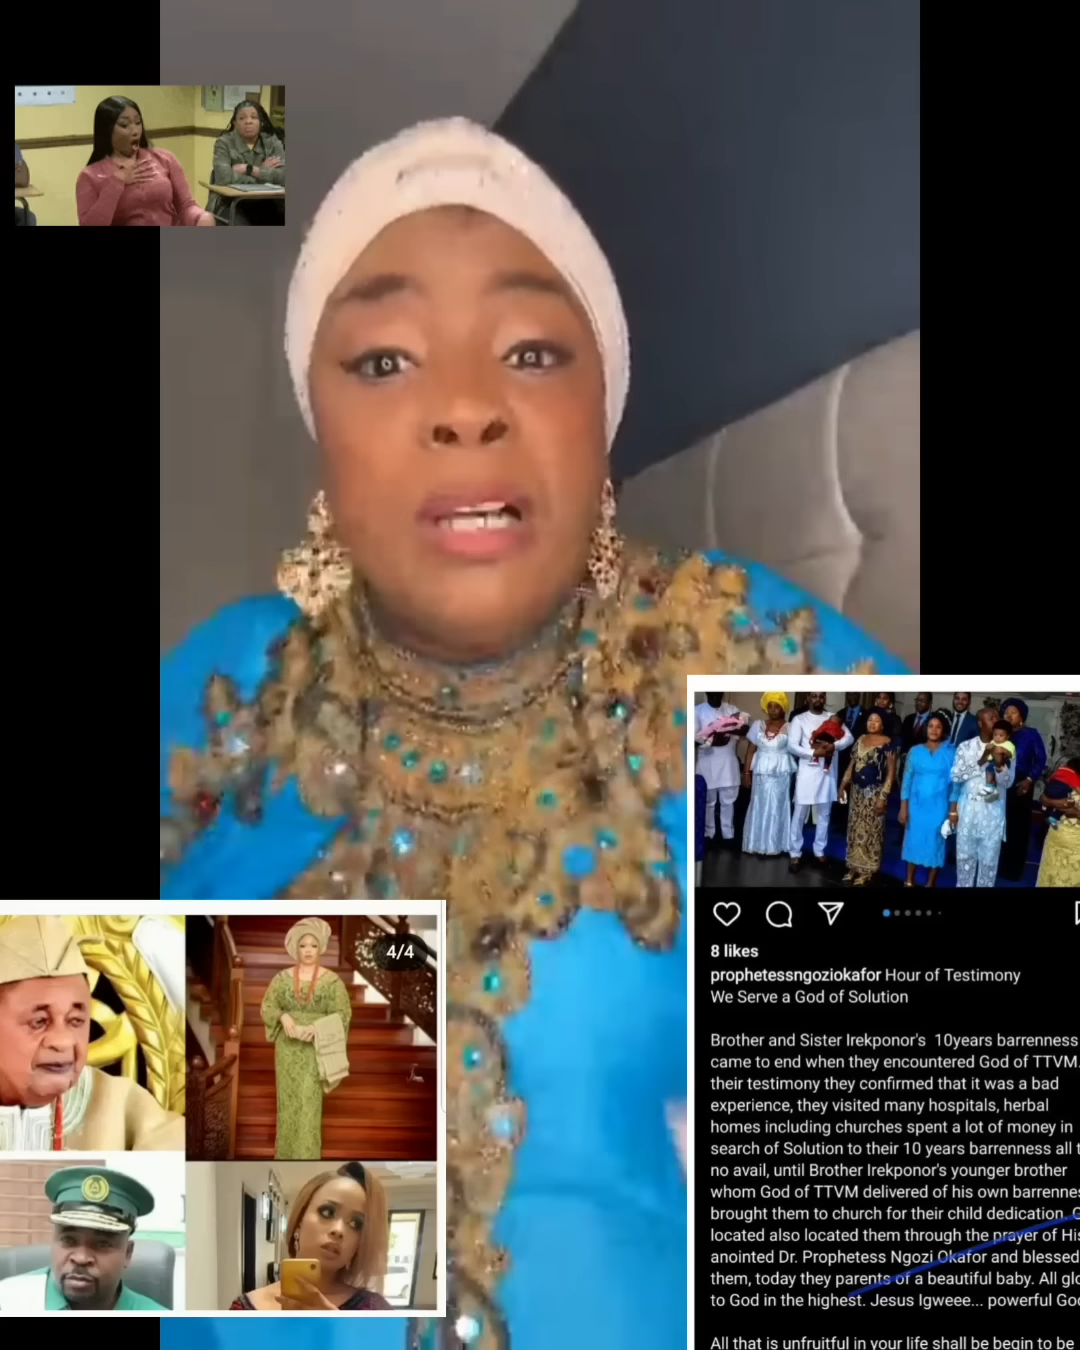 4/4
8 likes
prophetessngoziokafor Hour of Testimony
We Serve a God of Solution
Brother and Sister Irekponor's 10years barrenness
came to end when they encountered God of TTVM.
their testimony they confirmed that it was a bad
experience, they visited many hospitals, herbal
homes including churches spent a lot of money in
search of Solution to their 10 years barrenness all
no avail, until Brother Irekponor's younger brother
whom God of TTVM delivered of his own
brought them to church for their child dedication.
located also located them through the prayer of
anointed Dr. Prophetess Ngozi Okafor and blessed
them, today they parents of a beautiful baby. All
to God in the highest. Jesus Igweee... powerful
All that is unfruitful in your life shall be begin to be